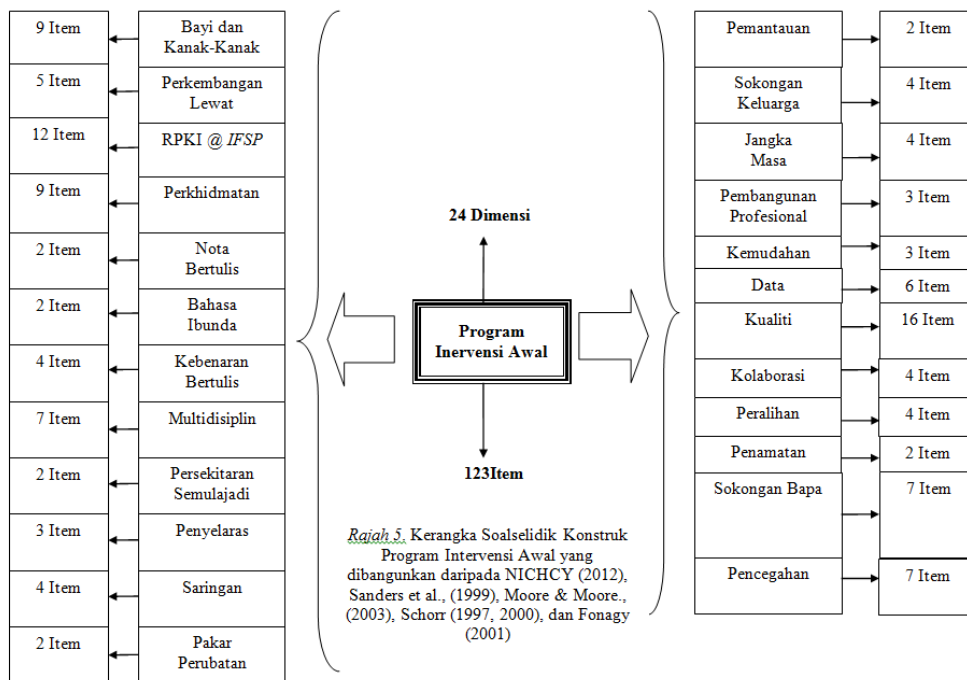 9 Item
Bayi dan
Kanak-Kanak
5 Item
Perkembangan
Lewat
12 Item
RPKI @ IFSP
9 Item
Perkhidmatan
2 Item
Nota
Bertulis
2 Item
Bahasa
Ibunda
4 Item
Kebenaran
Bertulis
7 Item
Multidisiplin
2 Item
Persekitaran
Semulajadi
3 Item
Penyelaras
4 Item
Saringan
2 Item
Pakar
Perubatan
24 Dimensi
Program
Inervensi Awal
123Item
Rajah 5. Kerangka Soalselidik Konstruk
Program Intervensi Awal yang
dibangunkan daripada NICHCY (2012),
Sanders et al., (1999), Moore & Moore.,
(2003), Schorr (1997, 2000), dan Fonagy
(2001)
Pemantauan
2 Item
Sokongan
Keluarga
4 Item
Jangka
Masa
4 Item
Pembangunan
Profesional
3 Item
Kemudahan
3 Item
Data
6 Item
Kualiti
16 Item
Kolaborasi
4 Item
Peralihan
4 Item
Penamatan
2 Item
Sokongan Bapa
7 Item
Pencegahan
7 Item